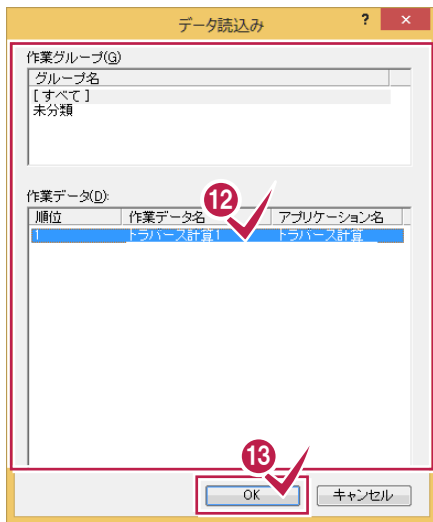 データ読込み ? ×
作業グループ(G)
グループ名
[すべて]
未分類
作業データ(D):
12
順位 作業データ名 アプリケーション名
1 トラバース計算1 トラバース計算
13
OK キャンセル